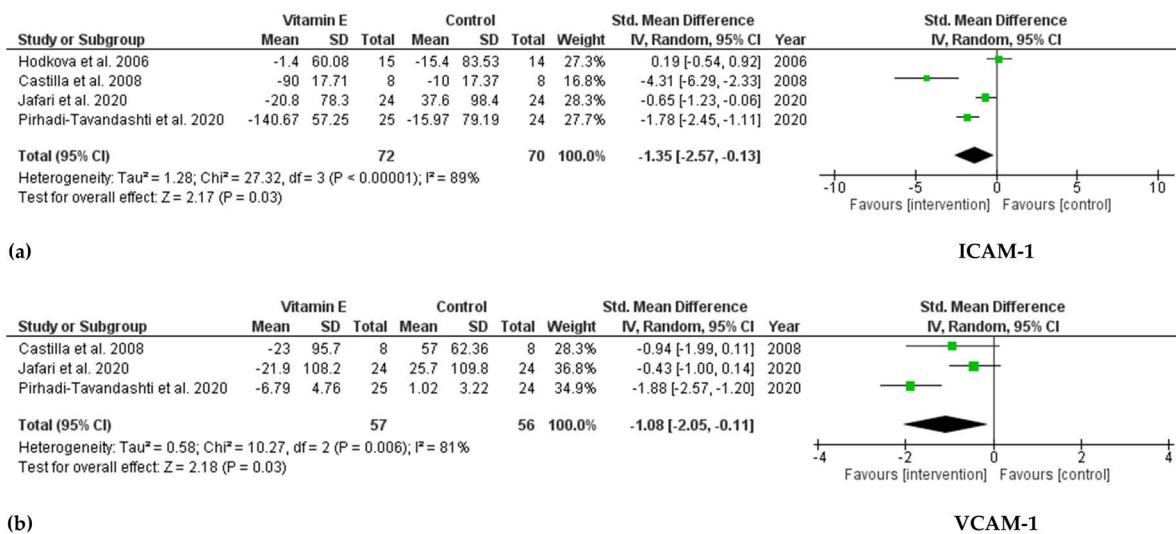 Vitamin E Control Std. Mean Difference Std. Mean Difference
Study or Subgroup Mean SD Total Mean SD Total Weight IV, Random, 95% CI Year IV, Random, 95% CI
Hodkova et al. 2006 -1.4 60.08 15 -15.4 83.53 14 27.3% 0.19 [-0.54, 0.92] 2006
Castilla et al. 2008 -90 17.71 8 -10 17.37 8 16.8% -4.31 [-6.29, -2.33] 2008
Jafari et al. 2020 -20.8 78.3 24 37.6 98.4 24 28.3% -0.65 [-1.23, -0.06] 2020
Pirhadi-Tavandashti et al. 2020 -140.67 57.25 25 -15.97 79.19 24 27.7% -1.78 [-2.45, -1.11] 2020
Total (95% CI) 72 70 100.0% -1.35 [-2.57, -0.13]
Heterogeneity: Tau² = 1.28; Chi² = 27.32, df = 3 (P < 0.00001); I² = 89%
Test for overall effect: Z = 2.17 (P = 0.03)
-10 -5 0 5 10
Favours [intervention] Favours [control]
(a) ICAM-1
Vitamin E Control Std. Mean Difference Std. Mean Difference
Study or Subgroup Mean SD Total Mean SD Total Weight IV, Random, 95% CI Year IV, Random, 95% CI
Castilla et al. 2008 -23 95.7 8 57 62.36 8 28.3% -0.94 [-1.99, 0.11] 2008
Jafari et al. 2020 -21.9 108.2 24 25.7 109.8 24 36.8% -0.43 [-1.00, 0.14] 2020
Pirhadi-Tavandashti et al. 2020 -6.79 4.76 25 1.02 3.22 24 34.9% -1.88 [-2.57, -1.20] 2020
Total (95% CI) 57 56 100.0% -1.08 [-2.05, -0.11]
Heterogeneity: Tau² = 0.58; Chi² = 10.27, df = 2 (P = 0.006); I² = 81%
Test for overall effect: Z = 2.18 (P = 0.03)
-4 -2 0 2 4
Favours [intervention] Favours [control]
(b) VCAM-1